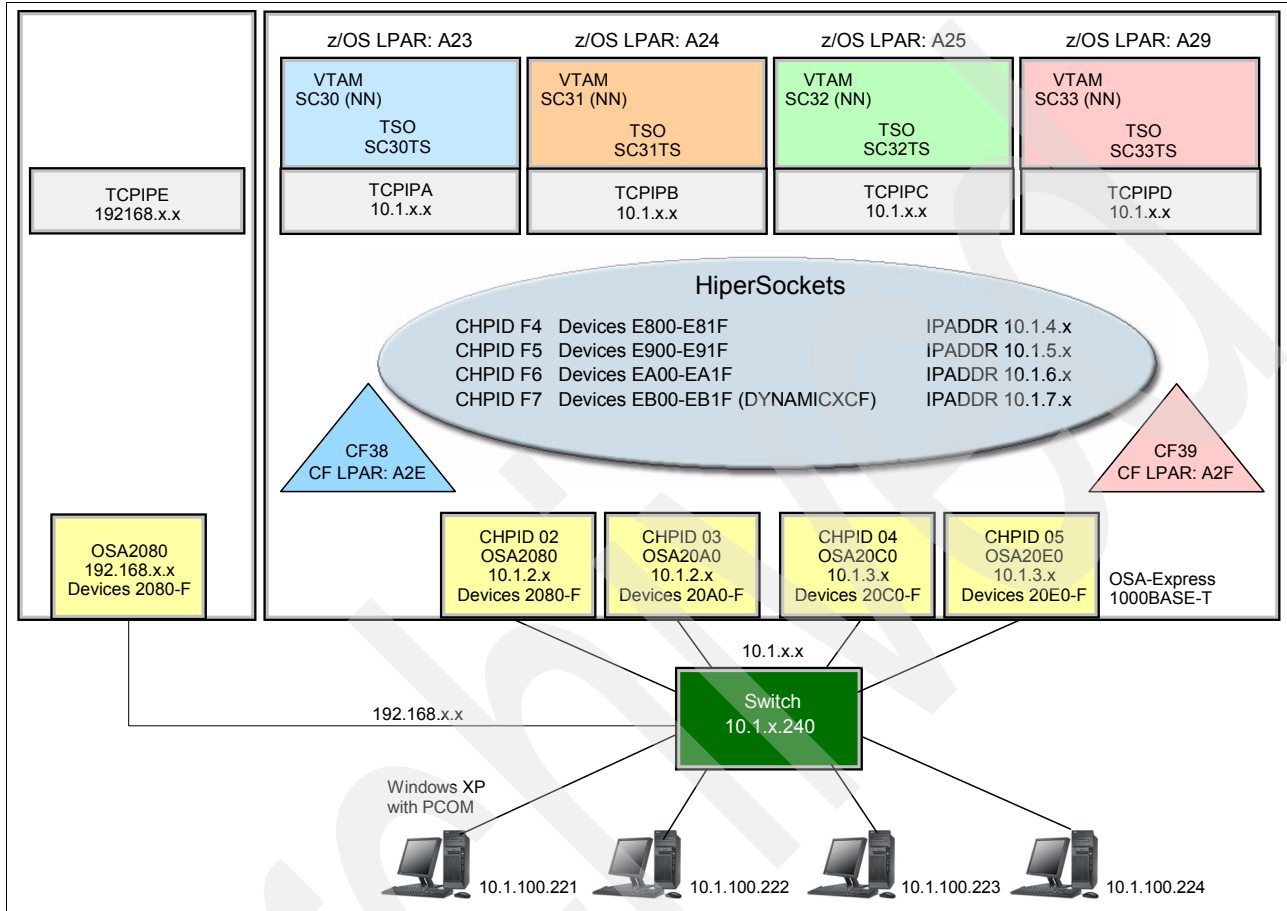 z/OS LPAR: A23
z/OS LPAR: A24
z/OS LPAR: A25
z/OS LPAR: A29
VTAM
SC30 (NN)
TSO
SC30TS
VTAM
SC31 (NN)
TSO
SC31TS
VTAM
SC32 (NN)
TSO
SC32TS
VTAM
SC33 (NN)
TSO
SC33TS
TCPIPE
192168.x.x
TCPIPA
10.1.x.x
TCPIPB
10.1.x.x
TCPIPC
10.1.x.x
TCPIPD
10.1.x.x
HiperSockets
CHPID F4 Devices E800-E81F IPADDR 10.1.4.x
CHPID F5 Devices E900-E91F IPADDR 10.1.5.x
CHPID F6 Devices EA00-EA1F IPADDR 10.1.6.x
CHPID F7 Devices EB00-EB1F (DYNAMICXCF) IPADDR 10.1.7.x
CF38
CF LPAR: A2E
CF39
CF LPAR: A2F
OSA2080
192.168.x.x
Devices 2080-F
CHPID 02
OSA2080
10.1.2.x
Devices 2080-F
CHPID 03
OSA20A0
10.1.2.x
Devices 20A0-F
CHPID 04
OSA20C0
10.1.3.x
Devices 20C0-F
CHPID 05
OSA20E0
10.1.3.x
Devices 20E0-F
OSA-Express
1000BASE-T
10.1.x.x
192.168.x.x
Switch
10.1.x.240
Windows XP
with PCOM
10.1.100.221
10.1.100.222
10.1.100.223
10.1.100.224